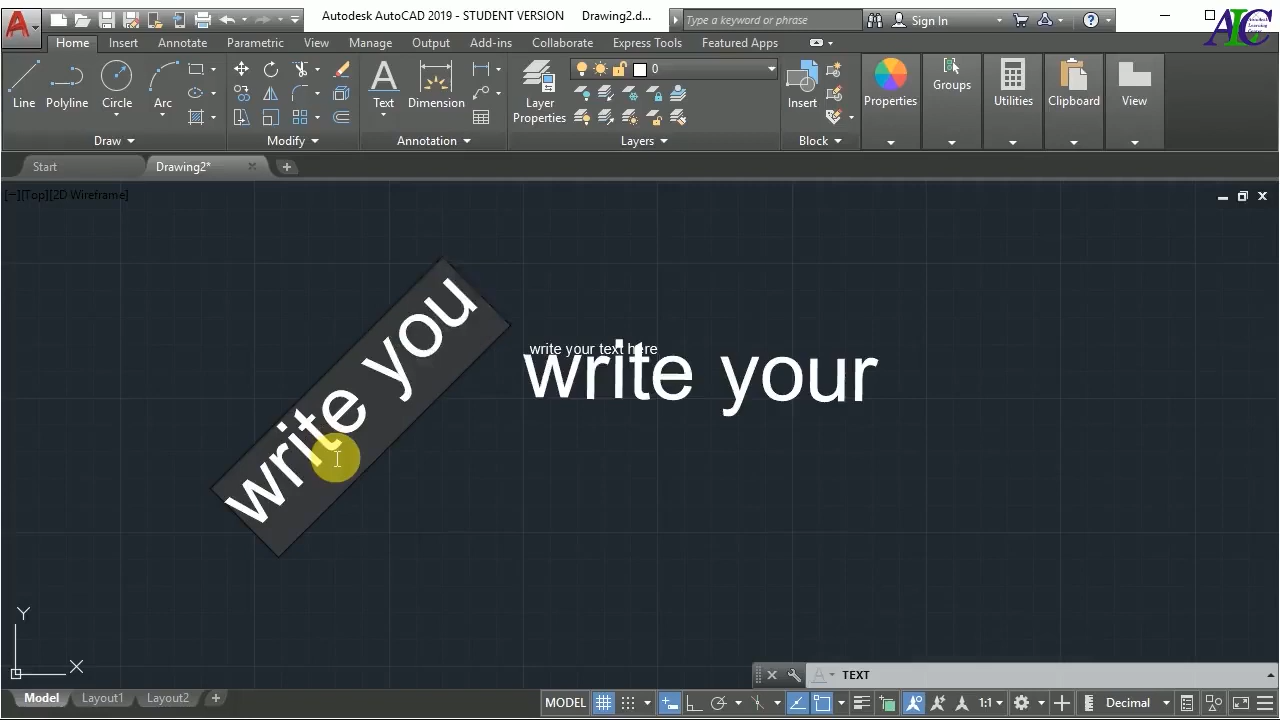 Autodesk AutoCAD 2019 - STUDENT VERSION Drawing2.d...
Type a keyword or phrase
Sign In
AIC
Home Insert Annotate Parametric View Manage Output Add-ins Collaborate Express Tools Featured Apps
Line Polyline Circle Arc
Text Dimension
Layer Properties
0
Insert
Properties
Groups
Utilities
Clipboard
View
Draw Modify Annotation Layers Block
Start Drawing2*
[−][Top][2D Wireframe]
write you
write your text here
write your
Y
X
TEXT
Model Layout1 Layout2
MODEL
1:1
Decimal